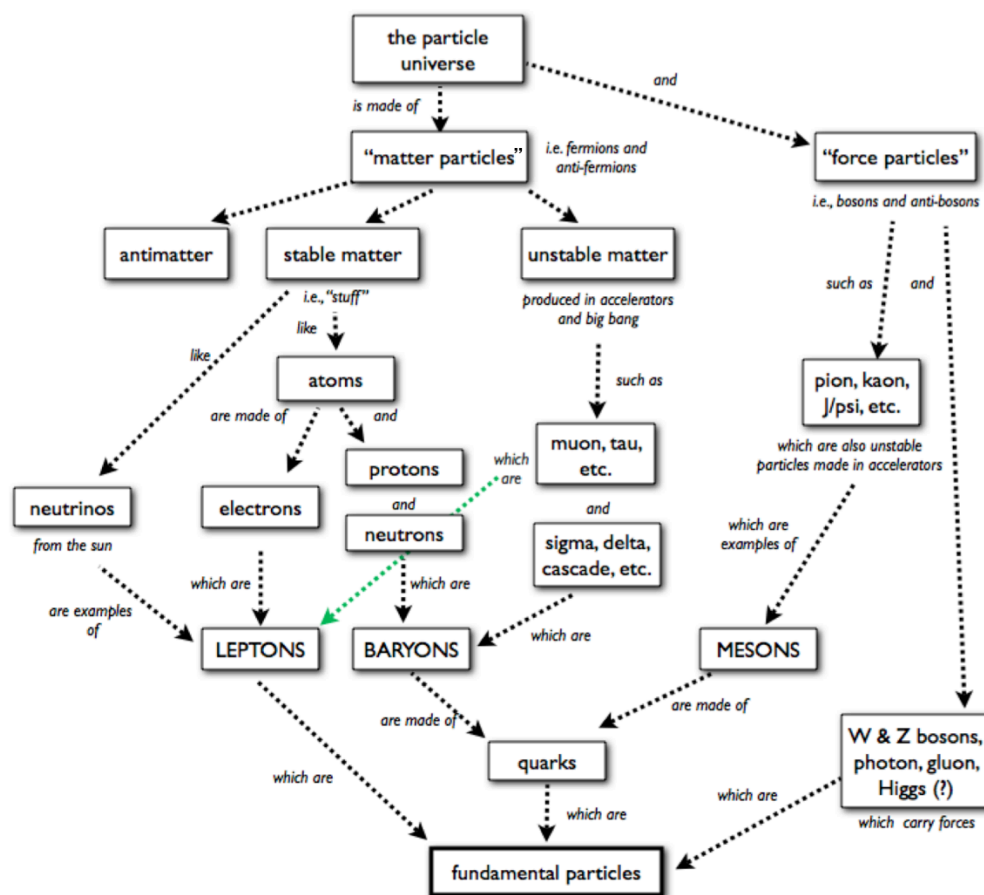 the particle
universe
and
is made of
“matter particles”
i.e. fermions and
anti-fermions
“force particles”
i.e., bosons and anti-bosons
antimatter
stable matter
unstable matter
i.e., “stuff”
produced in accelerators
and big bang
such as
and
like
like
atoms
such as
pion, kaon,
J/psi, etc.
are made of
and
which are also unstable
particles made in accelerators
muon, tau,
etc.
which
are
protons
neutrinos
electrons
and
and
neutrons
from the sun
sigma, delta,
cascade, etc.
which are
examples of
which are
which are
are examples
of
which are
LEPTONS
BARYONS
MESONS
are made of
are made of
W & Z bosons,
photon, gluon,
Higgs (?)
quarks
which are
which are
which are
which carry forces
fundamental particles